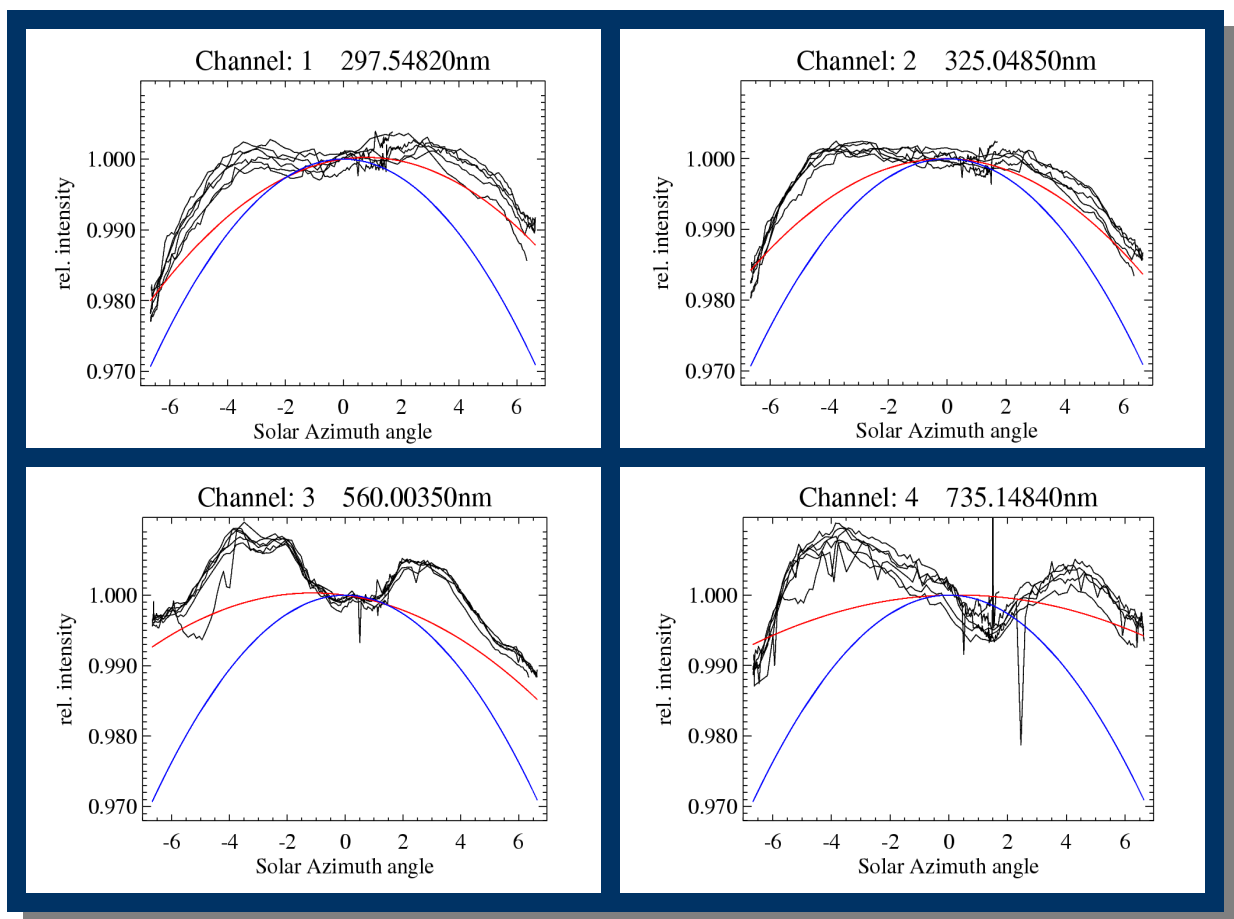 Channel: 1 297.54820nm
1.000
0.990
0.980
0.970
rel. intensity
-6 -4 -2 0 2 4 6
Solar Azimuth angle
Channel: 2 325.04850nm
1.000
0.990
0.980
0.970
rel. intensity
-6 -4 -2 0 2 4 6
Solar Azimuth angle
Channel: 3 560.00350nm
1.000
0.990
0.980
0.970
rel. intensity
-6 -4 -2 0 2 4 6
Solar Azimuth angle
Channel: 4 735.14840nm
1.000
0.990
0.980
0.970
rel. intensity
-6 -4 -2 0 2 4 6
Solar Azimuth angle